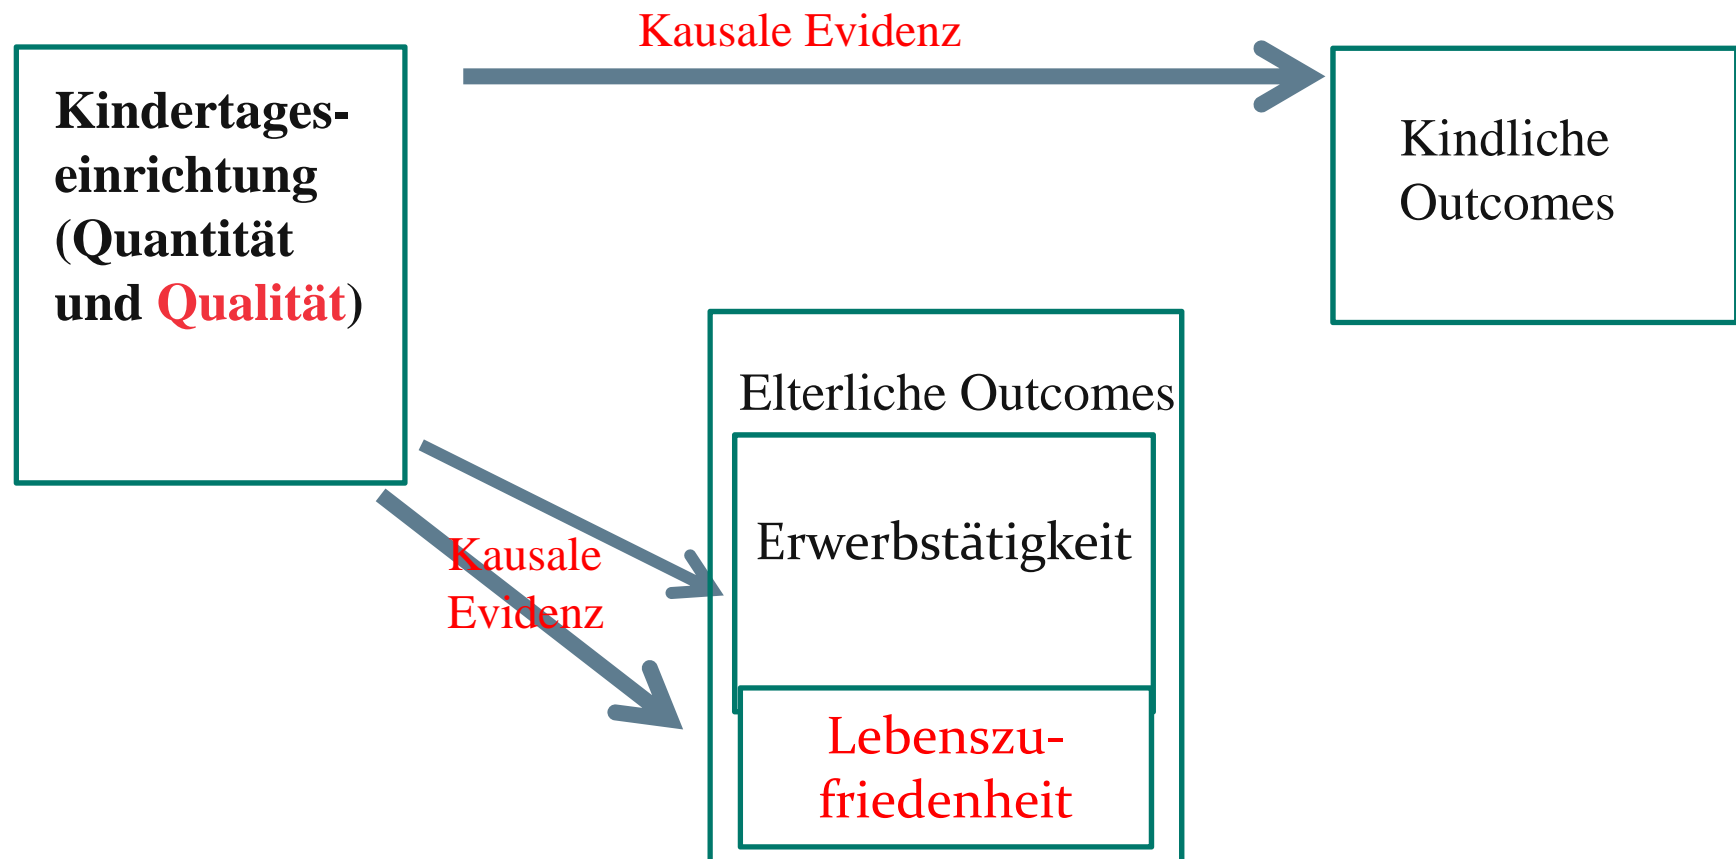 Kausale Evidenz
Kindertages-
einrichtung
(Quantität
und Qualität)
Kindliche
Outcomes
Kausale
Evidenz
Elterliche Outcomes
Erwerbstätigkeit
Lebenszu-
friedenheit